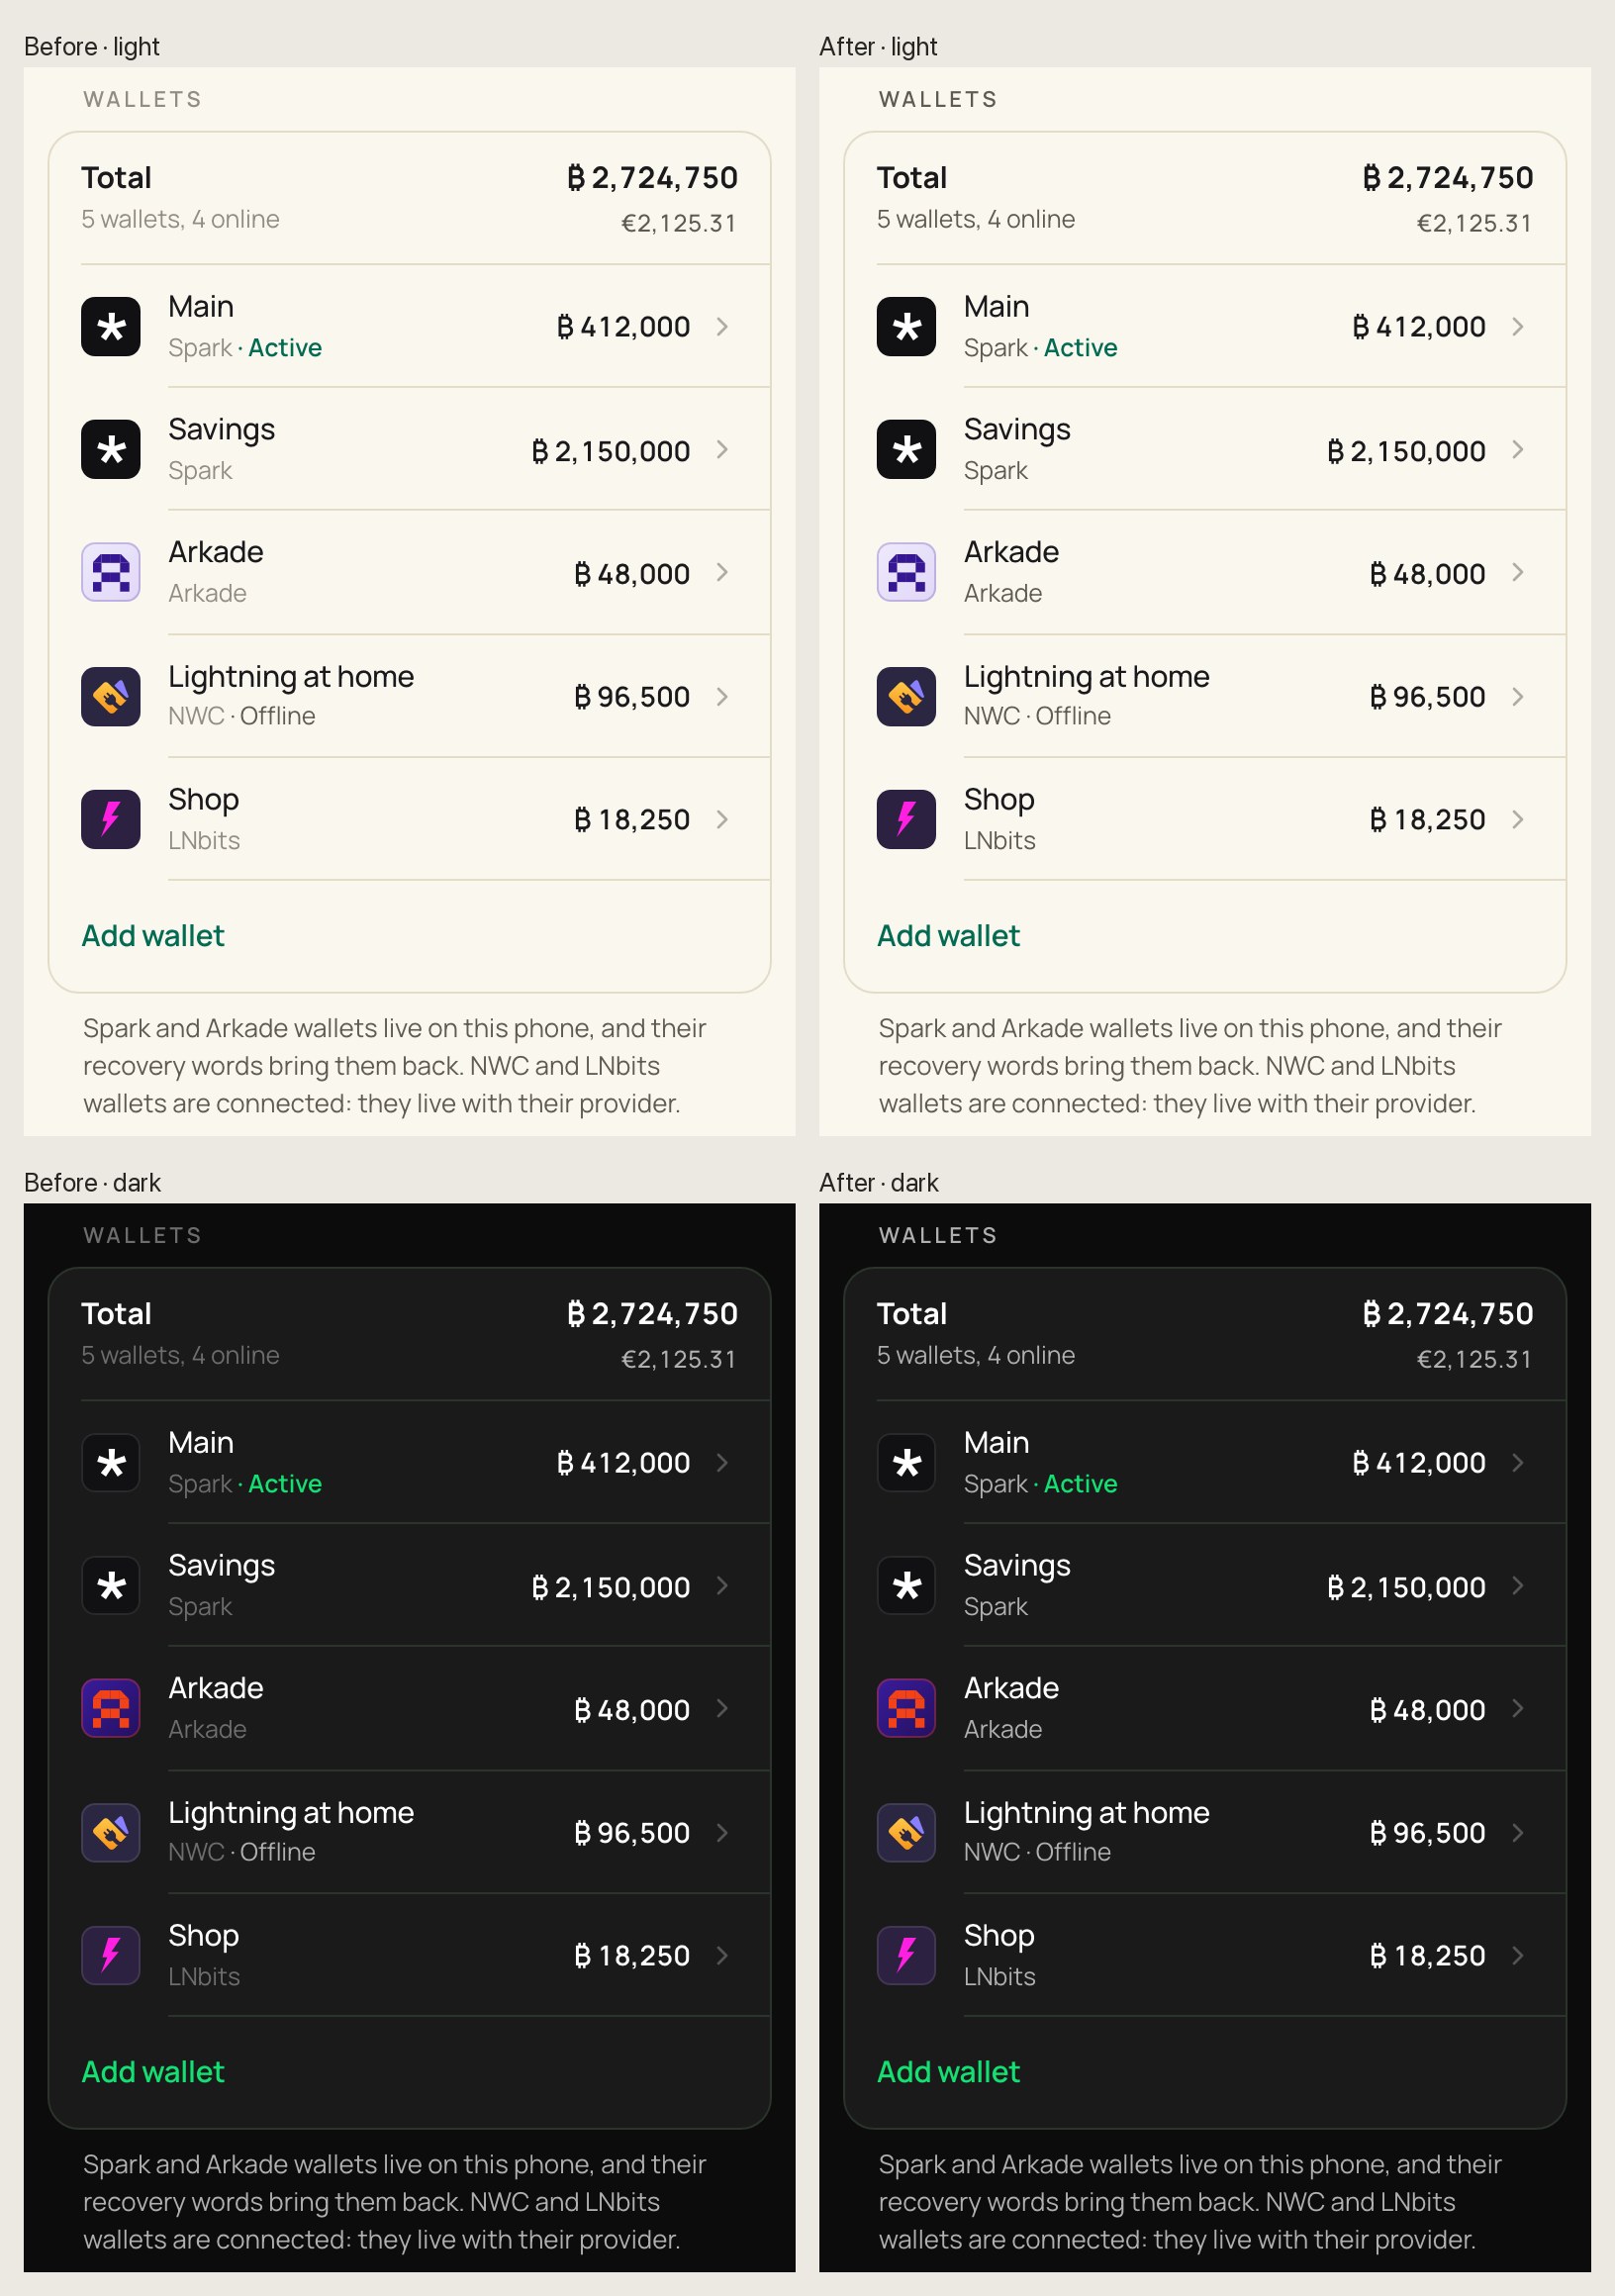 Before · light
WALLETS
Total ₿ 2,724,750
5 wallets, 4 online €2,125.31
Main
₿ 412,000
Spark · Active
Savings
₿ 2,150,000
Spark
Arkade
₿ 48,000
Arkade
Lightning at home
₿ 96,500
NWC · Offline
Shop
₿ 18,250
LNbits
Add wallet
Spark and Arkade wallets live on this phone, and their
recovery words bring them back. NWC and LNbits
wallets are connected: they live with their provider.
After · light
WALLETS
Total ₿ 2,724,750
5 wallets, 4 online €2,125.31
Main
₿ 412,000
Spark · Active
Savings
₿ 2,150,000
Spark
Arkade
₿ 48,000
Arkade
Lightning at home
₿ 96,500
NWC · Offline
Shop
₿ 18,250
LNbits
Add wallet
Spark and Arkade wallets live on this phone, and their
recovery words bring them back. NWC and LNbits
wallets are connected: they live with their provider.
Before · dark
WALLETS
Total ₿ 2,724,750
5 wallets, 4 online €2,125.31
Main
₿ 412,000
Spark · Active
Savings
₿ 2,150,000
Spark
Arkade
₿ 48,000
Arkade
Lightning at home
₿ 96,500
NWC · Offline
Shop
₿ 18,250
LNbits
Add wallet
Spark and Arkade wallets live on this phone, and their
recovery words bring them back. NWC and LNbits
wallets are connected: they live with their provider.
After · dark
WALLETS
Total ₿ 2,724,750
5 wallets, 4 online €2,125.31
Main
₿ 412,000
Spark · Active
Savings
₿ 2,150,000
Spark
Arkade
₿ 48,000
Arkade
Lightning at home
₿ 96,500
NWC · Offline
Shop
₿ 18,250
LNbits
Add wallet
Spark and Arkade wallets live on this phone, and their
recovery words bring them back. NWC and LNbits
wallets are connected: they live with their provider.